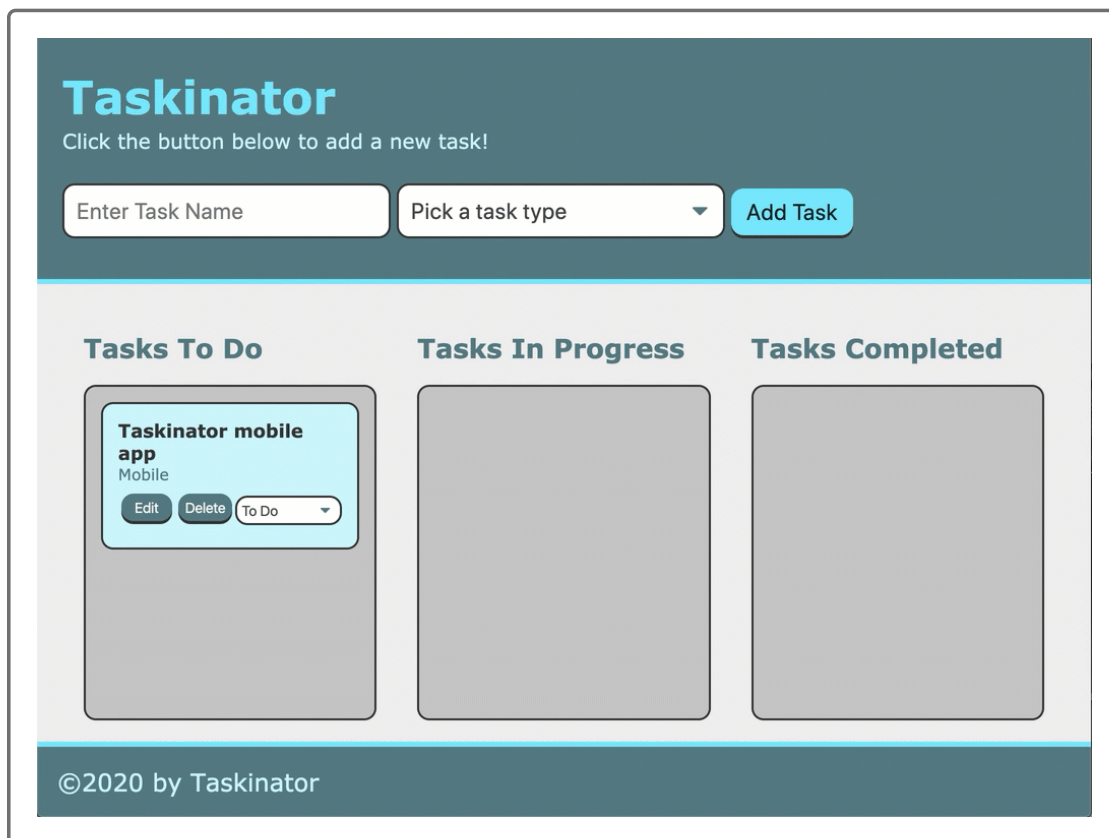 Taskinator
Click the button below to add a new task!
Enter Task Name
Pick a task type
Add Task
Tasks To Do
Tasks In Progress
Tasks Completed
Taskinator mobile
app
Mobile
Edit
Delete
To Do
©2020 by Taskinator